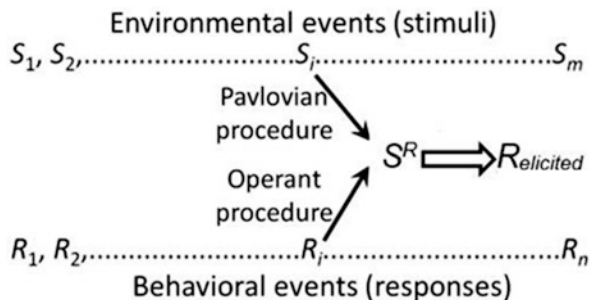 Environmental events (stimuli)
S₁, S₂,..............................Sᵢ...................................Sₘ
Pavlovian
procedure
Sᴿ Rₑₗᵢcᵢₜₑd
Operant
procedure
R₁, R₂,..............................Rᵢ...................................Rₙ
Behavioral events (responses)